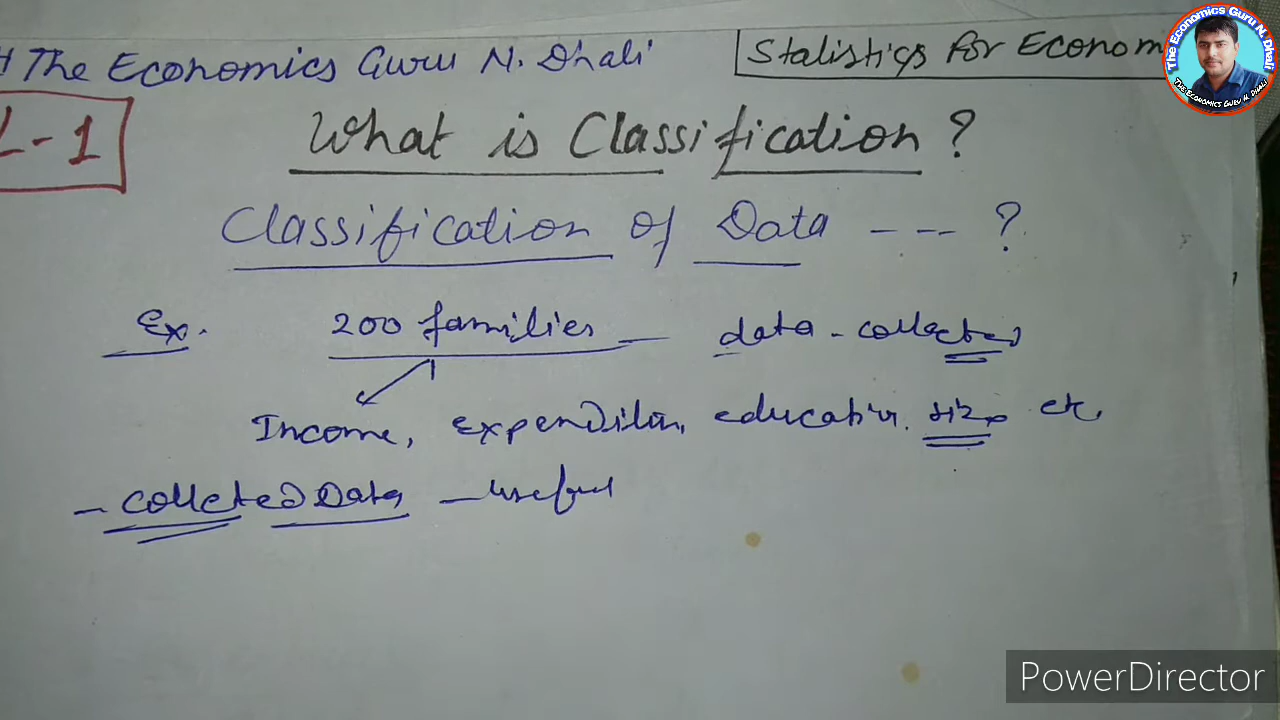 The Economics Guru N. Dhali
Statistics for Econom
The Economics Guru N. Dhali
The Economics Guru N. Dhali
L-1
What is Classification?
Classification of Data --- ?
Ex. 200 families — data - collected
Income, expenditure, education, size etc.
- collected Data - useful
PowerDirector